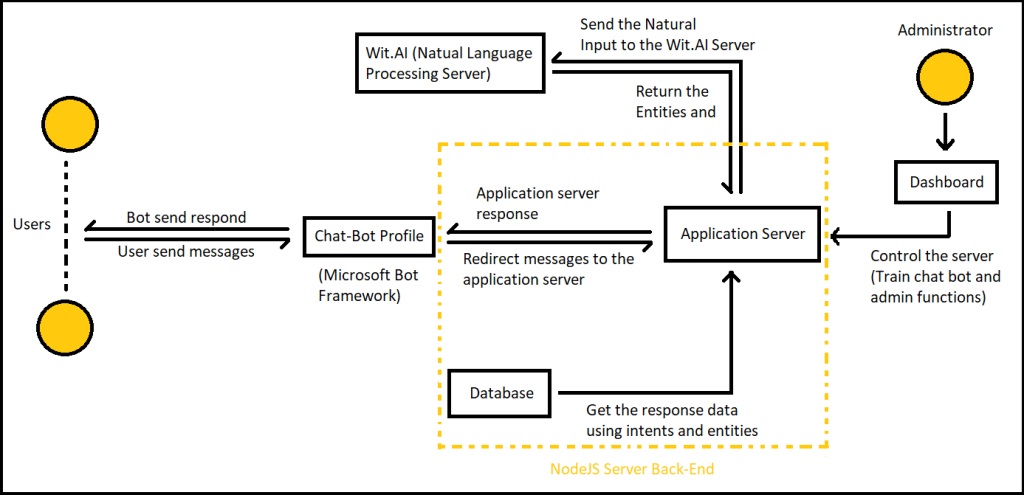 Send the Natural
Input to the Wit.AI Server
Administrator
Wit.AI (Natual Language
Processing Server)
Return the
Entities and
Dashboard
Users
Bot send respond
User send messages
Chat-Bot Profile
(Microsoft Bot
Framework)
Application server
response
Redirect messages to the
application server
Application Server
Control the server
(Train chat bot and
admin functions)
Database
Get the response data
using intents and entities
NodeJS Server Back-End